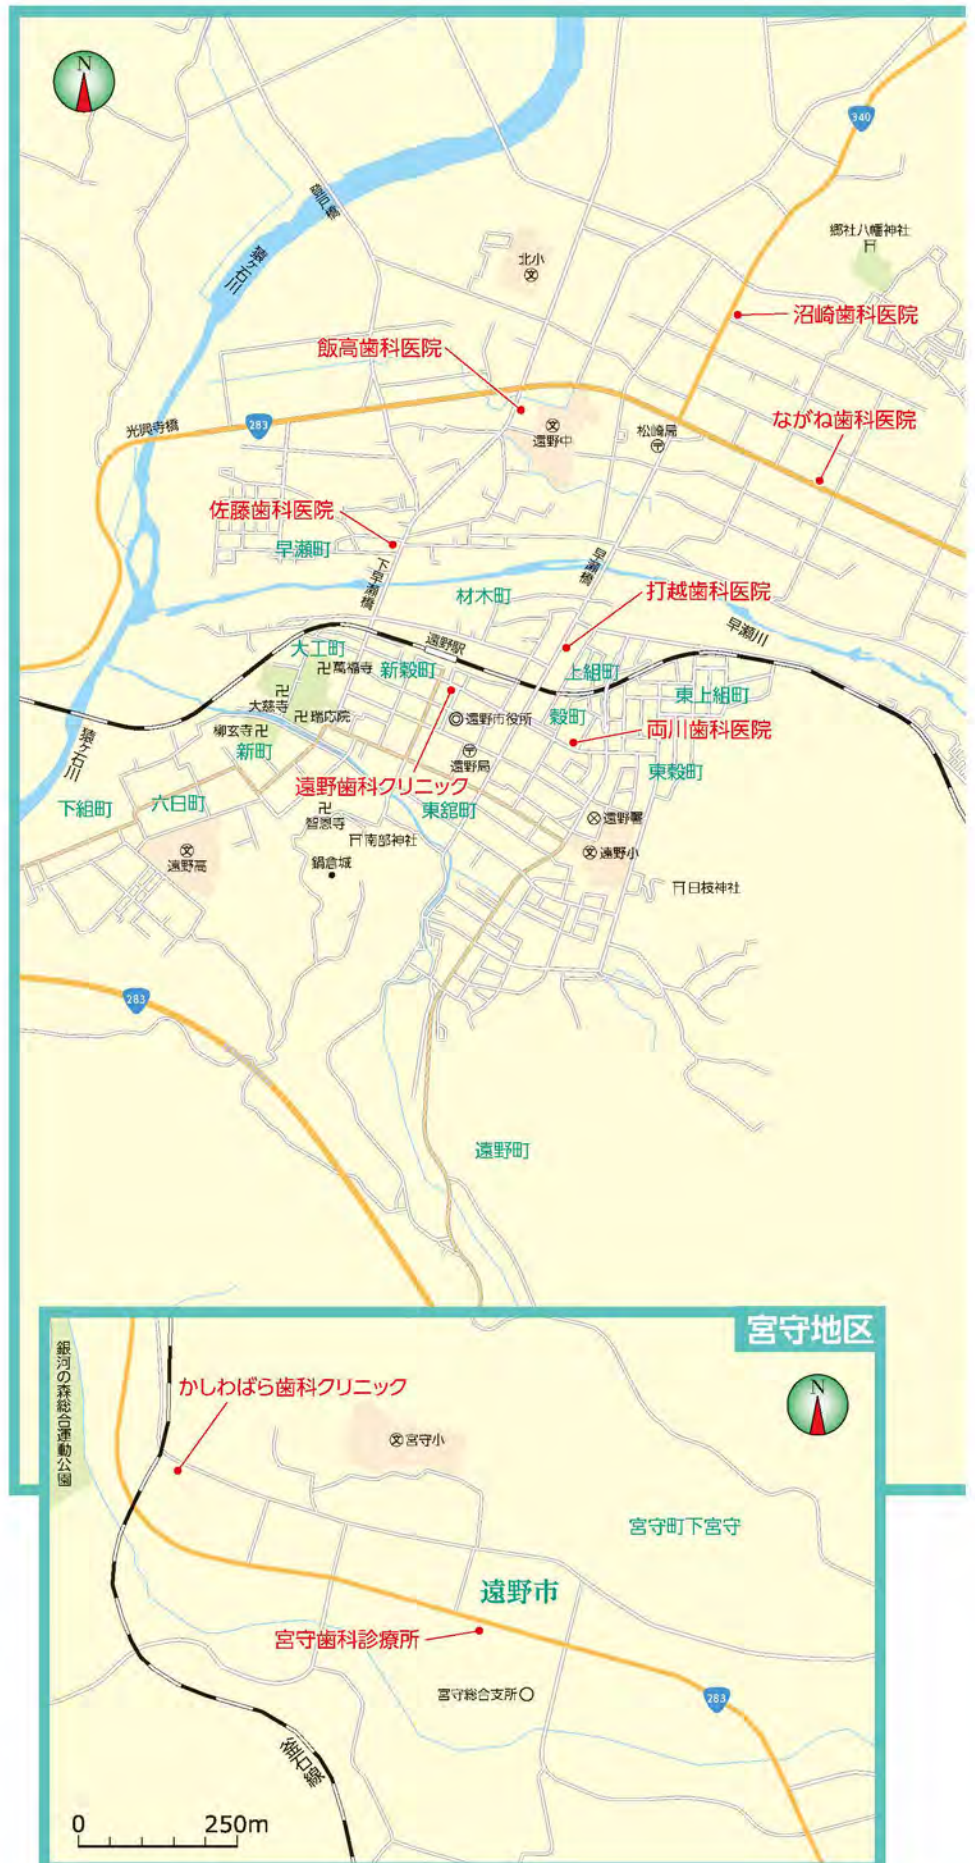 N
340
郷社八幡神社
猿ヶ石川
北小
沼崎歯科医院
飯高歯科医院
ながね歯科医院
光興寺橋
283
遠野中
松崎局
佐藤歯科医院
早瀬町
下早瀬橋
早瀬橋
材木町
打越歯科医院
早瀬川
大工町
遠野駅
萬福寺
新穀町
上組町
東上組町
大慈寺
瑞応院
遠野市役所
穀町
柳玄寺
両川歯科医院
新町
遠野局
猿ヶ石川
東穀町
遠野歯科クリニック
下組町
六日町
東舘町
智恩寺
遠野署
南部神社
遠野高
鍋倉城
遠野小
日枝神社
283
遠野町
宮守地区
銀河の森総合運動公園
かしわばら歯科クリニック
N
宮守小
宮守町下宮守
遠野市
宮守歯科診療所
宮守総合支所
283
釜石線
0 250m